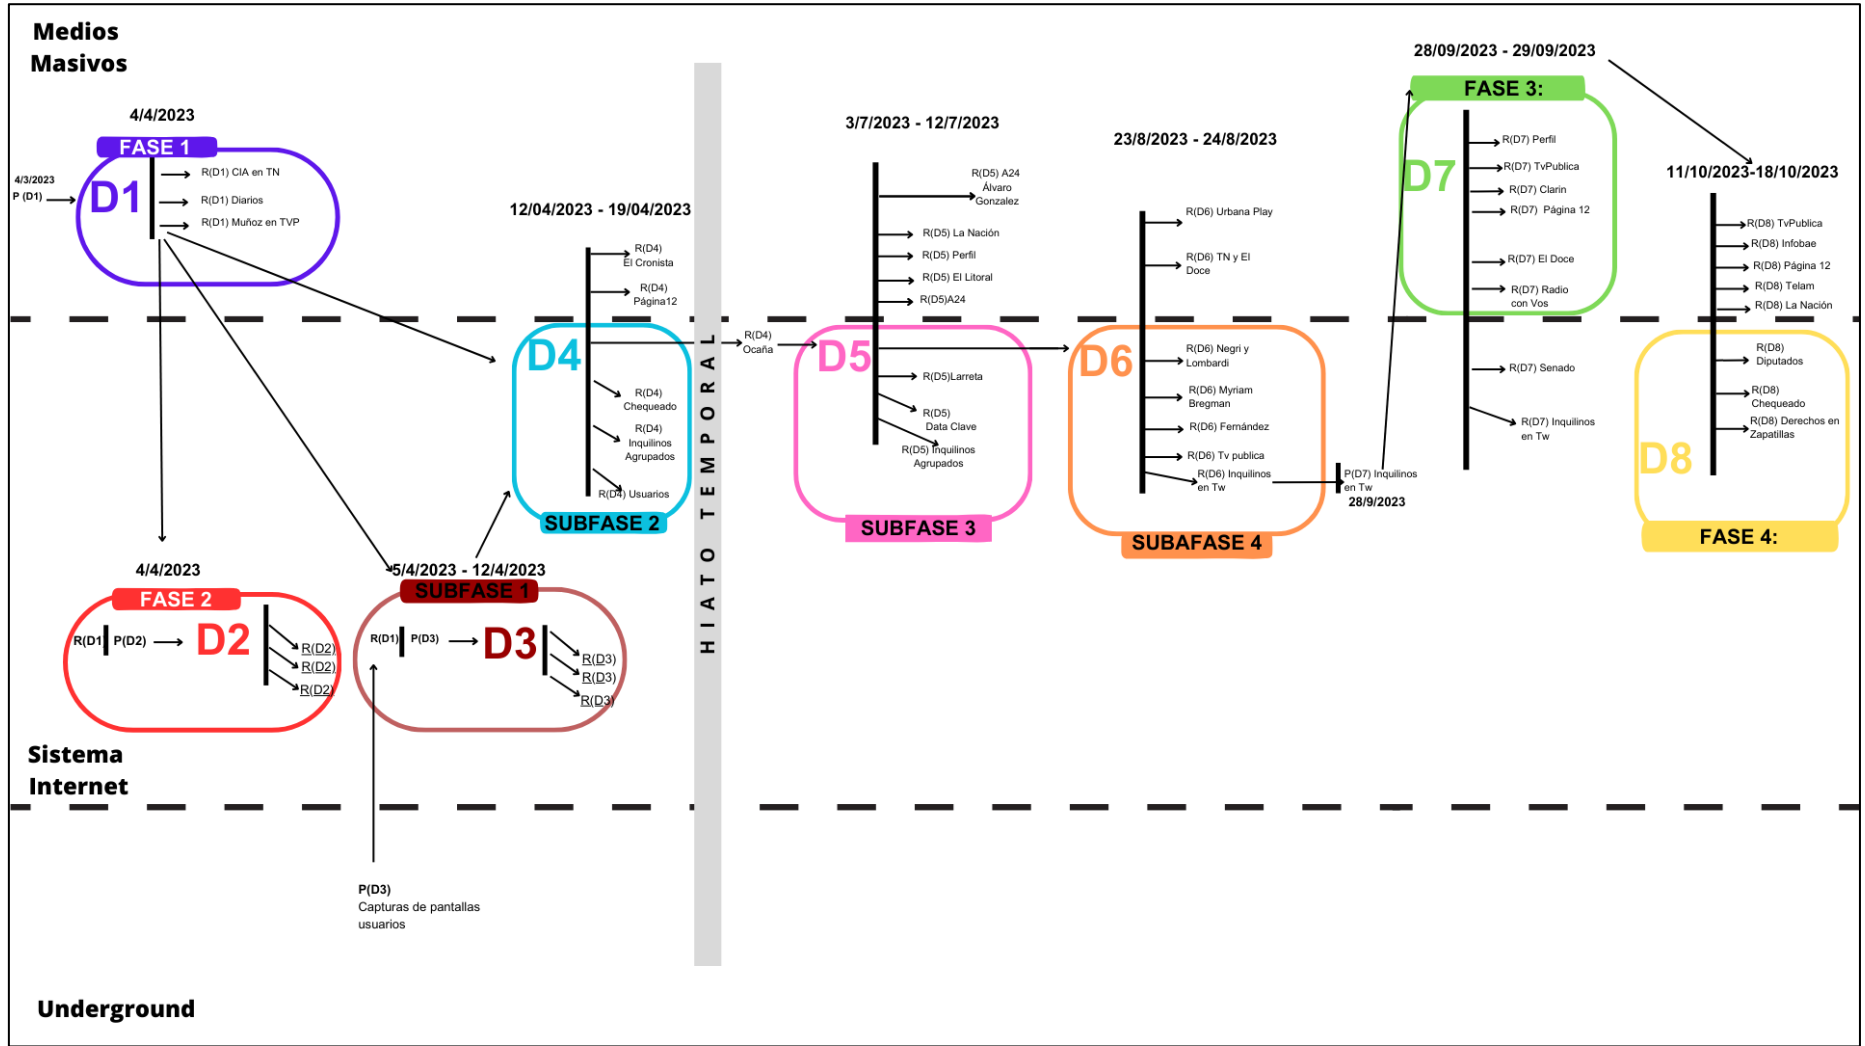 Medios
Masivos
4/4/2023
FASE 1
4/3/2023
P (D1)
D1
R(D1) CIA en TN
R(D1) Diarios
R(D1) Muñoz en TVP
12/04/2023 - 19/04/2023
R(D4)
El Cronista
R(D4)
Página12
D4
R(D4)
Ocaña
R(D4)
Chequeado
R(D4)
Inquilinos
Agrupados
R(D4) Usuarios
SUBFASE 2
HIATO TEMPORAL
3/7/2023 - 12/7/2023
R(D5) A24
Álvaro
Gonzalez
R(D5) La Nación
R(D5) Perfil
R(D5) El Litoral
R(D5)A24
D5
R(D5)Larreta
R(D5)
Data Clave
R(D5) Inquilinos
Agrupados
SUBFASE 3
23/8/2023 - 24/8/2023
R(D6) Urbana Play
R(D6) TN y El
Doce
D6
R(D6) Negri y
Lombardi
R(D6) Myriam
Bregman
R(D6) Fernández
R(D6) Tv publica
R(D6) Inquilinos
en Tw
SUBAFASE 4
P(D7) Inquilinos
en Tw
28/9/2023
28/09/2023 - 29/09/2023
FASE 3:
D7
R(D7) Perfil
R(D7) TvPublica
R(D7) Clarin
R(D7) Página 12
R(D7) El Doce
R(D7) Radio
con Vos
R(D7) Senado
R(D7) Inquilinos
en Tw
11/10/2023-18/10/2023
R(D8) TvPublica
R(D8) Infobae
R(D8) Página 12
R(D8) Telam
R(D8) La Nación
R(D8)
Diputados
R(D8)
Chequeado
R(D8) Derechos en
Zapatillas
D8
FASE 4:
4/4/2023
FASE 2
R(D1)
P(D2)
D2
R(D2)
R(D2)
R(D2)
5/4/2023 - 12/4/2023
SUBFASE 1
R(D1)
P(D3)
D3
R(D3)
R(D3)
R(D3)
Sistema
Internet
P(D3)
Capturas de pantallas
usuarios
Underground